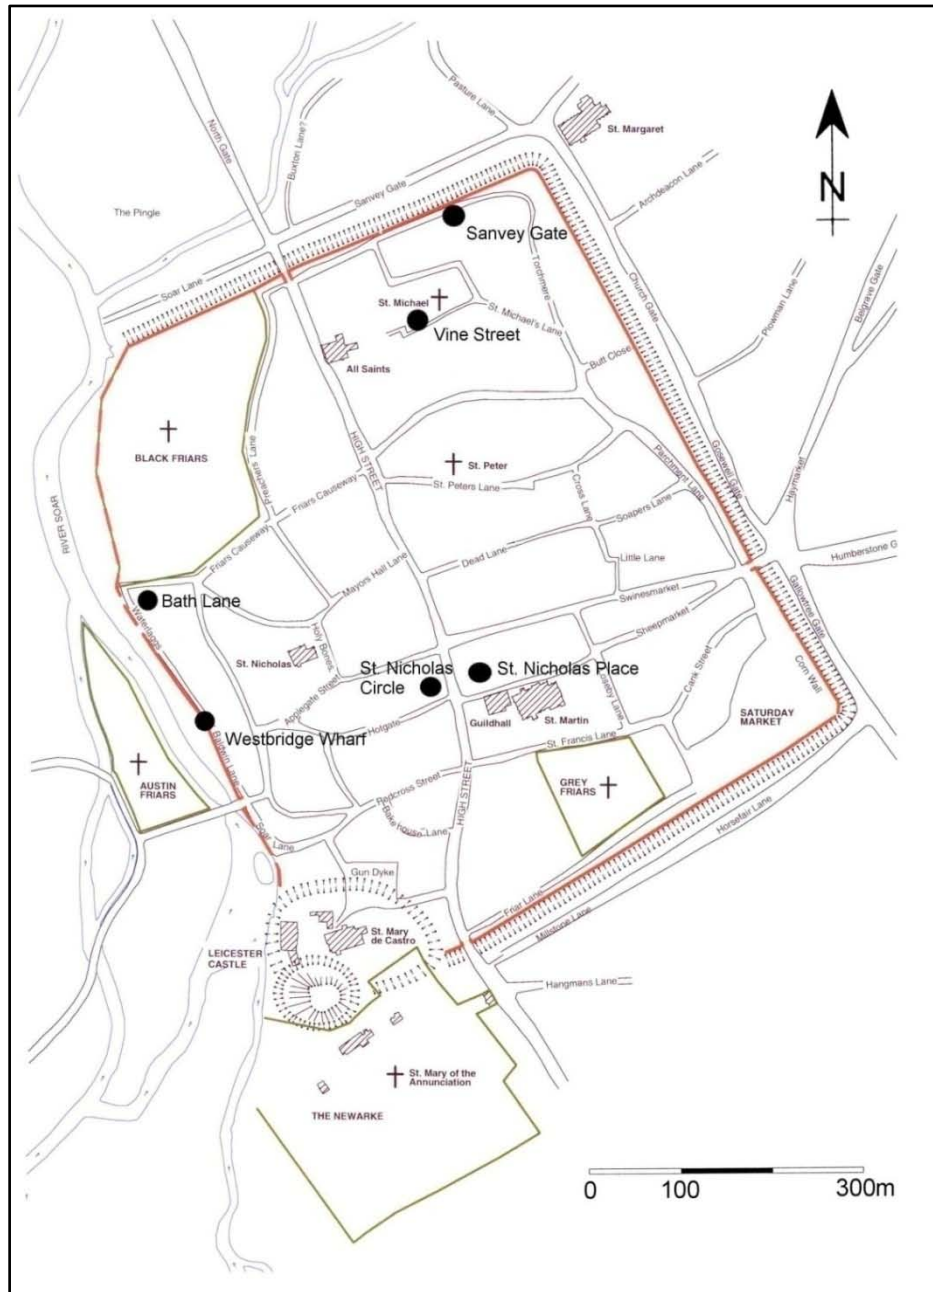 Pasture Lane
St. Margaret
North Gate
Buxton Lane?
Archdeacon Lane
Sanvey Gate
N
The Pingle
Sanvey Gate
Soar Lane
Torchmere
Church Gate
Plowman Lane
Belgrave Gate
St. Michael
St. Michael's Lane
Vine Street
All Saints
Butt Close
BLACK FRIARS
Preachers Lane
HIGH STREET
St. Peter
St. Peters Lane
Parchment Lane
Gosewell Gate
Haymarket
RIVER SOAR
Friars Causeway
Friars Causeway
Cross Lane
Soapers Lane
Dead Lane
Little Lane
Humberstone G
Mayors Hall Lane
Swinesmarket
Sheepmarket
Gallowtree Gate
Bath Lane
Waterlaggs
Holy Bones
St. Nicholas
St. Nicholas
Circle
St. Nicholas Place
Applegate Street
Holgate
Guildhall
St. Martin
Loseby Lane
Cank Street
Corn Wall
SATURDAY
MARKET
Westbridge Wharf
Baldwin Lane
St. Francis Lane
AUSTIN
FRIARS
Redcross Street
HIGH STREET
GREY
FRIARS
Bakehouse Lane
Soar Lane
Horsefair Lane
Gun Dyke
Friar Lane
Millstone Lane
St. Mary
de Castro
LEICESTER
CASTLE
Hangmans Lane
St. Mary of the
Annunciation
THE NEWARKE
0 100 300m